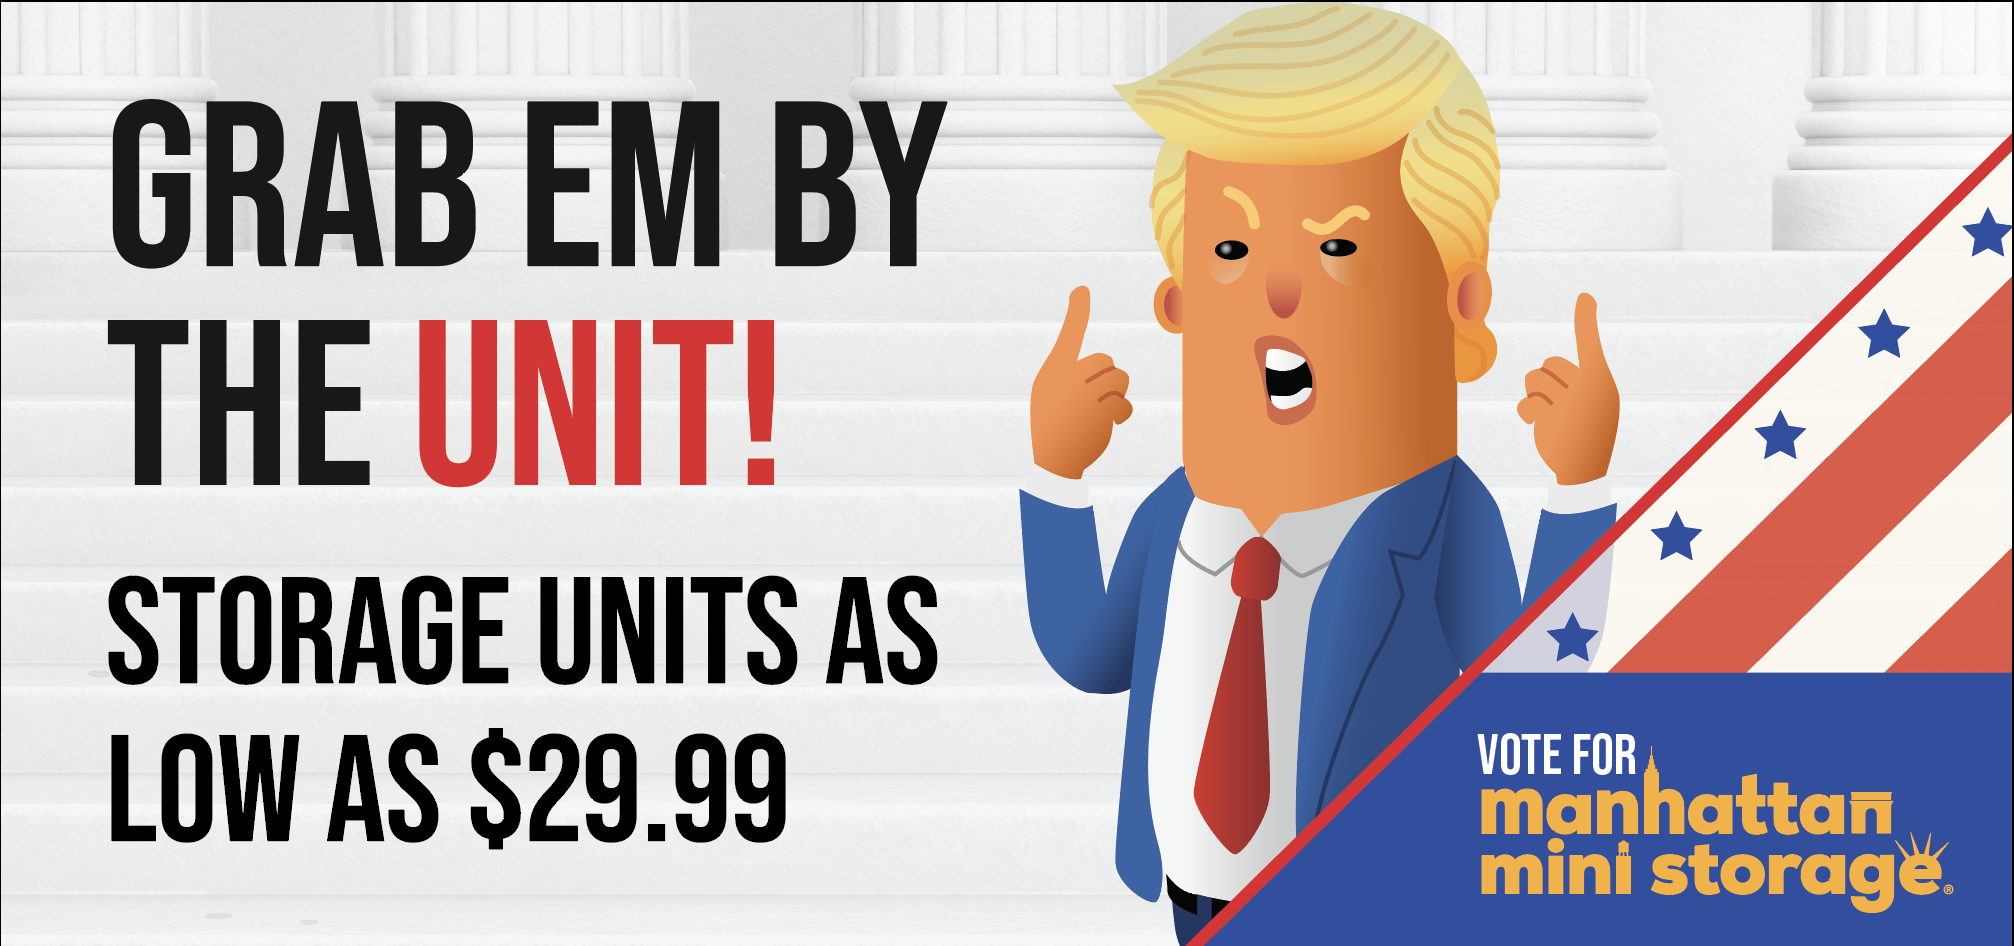 GRAB EM BY
THE UNIT!
STORAGE UNITS AS
LOW AS $29.99
VOTE FOR
manhattan
mini storage®